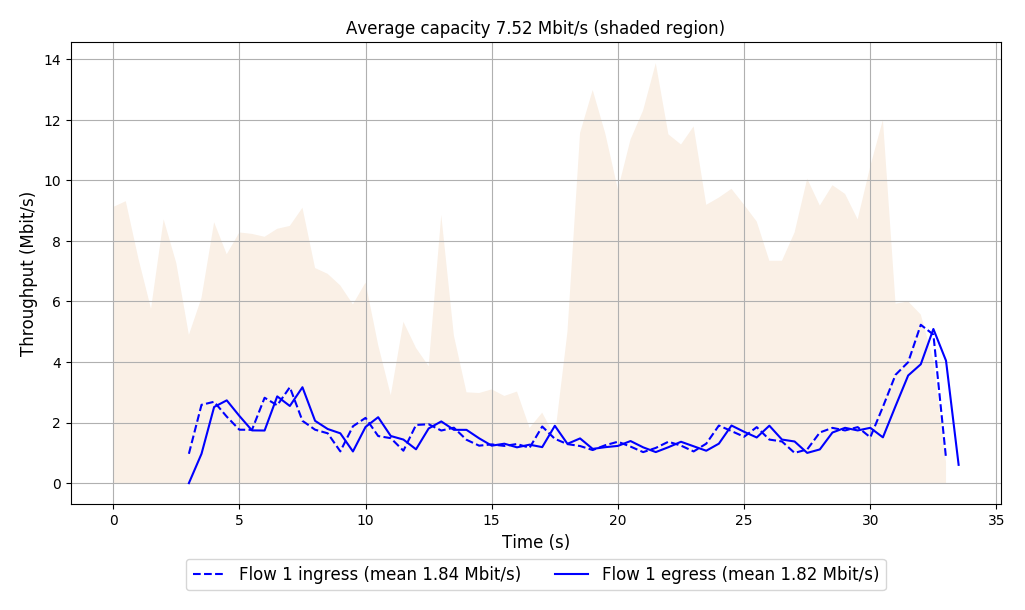 Average capacity 7.52 Mbit/s (shaded region)
Throughput (Mbit/s)
14
12
10
8
6
4
2
0
0 5 10 15 20 25 30 35
Time (s)
Flow 1 ingress (mean 1.84 Mbit/s) Flow 1 egress (mean 1.82 Mbit/s)